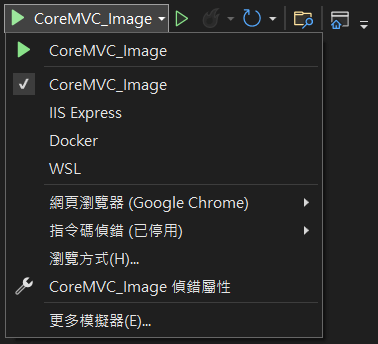 CoreMVC_Image
CoreMVC_Image
CoreMVC_Image
IIS Express
Docker
WSL
網頁瀏覽器 (Google Chrome)
指令碼偵錯 (已停用)
瀏覽方式(H)...
CoreMVC_Image 偵錯屬性
更多模擬器(E)...